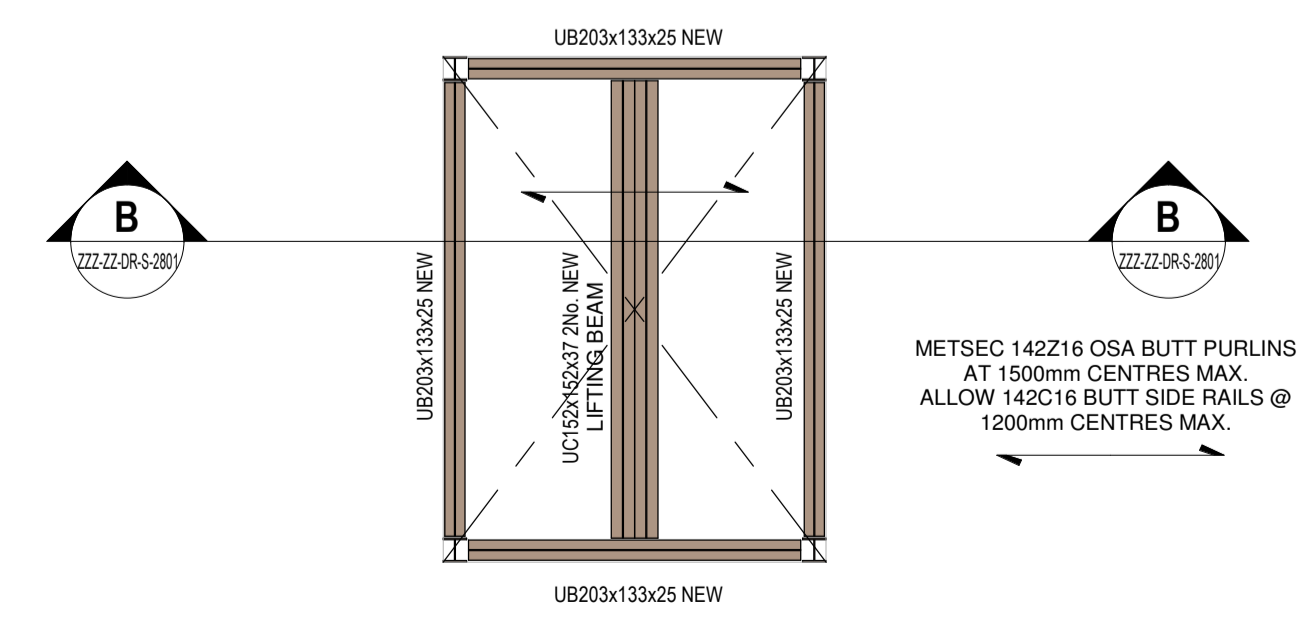 UB203x133x25 NEW
B
ZZZ-ZZ-DR-S-2801
UB203x133x25 NEW
UC152x152x37 2No. NEW
LIFTING BEAM
UB203x133x25 NEW
B
ZZZ-ZZ-DR-S-2801
METSEC 142Z16 OSA BUTT PURLINS
AT 1500mm CENTRES MAX.
ALLOW 142C16 BUTT SIDE RAILS @
1200mm CENTRES MAX.
UB203x133x25 NEW